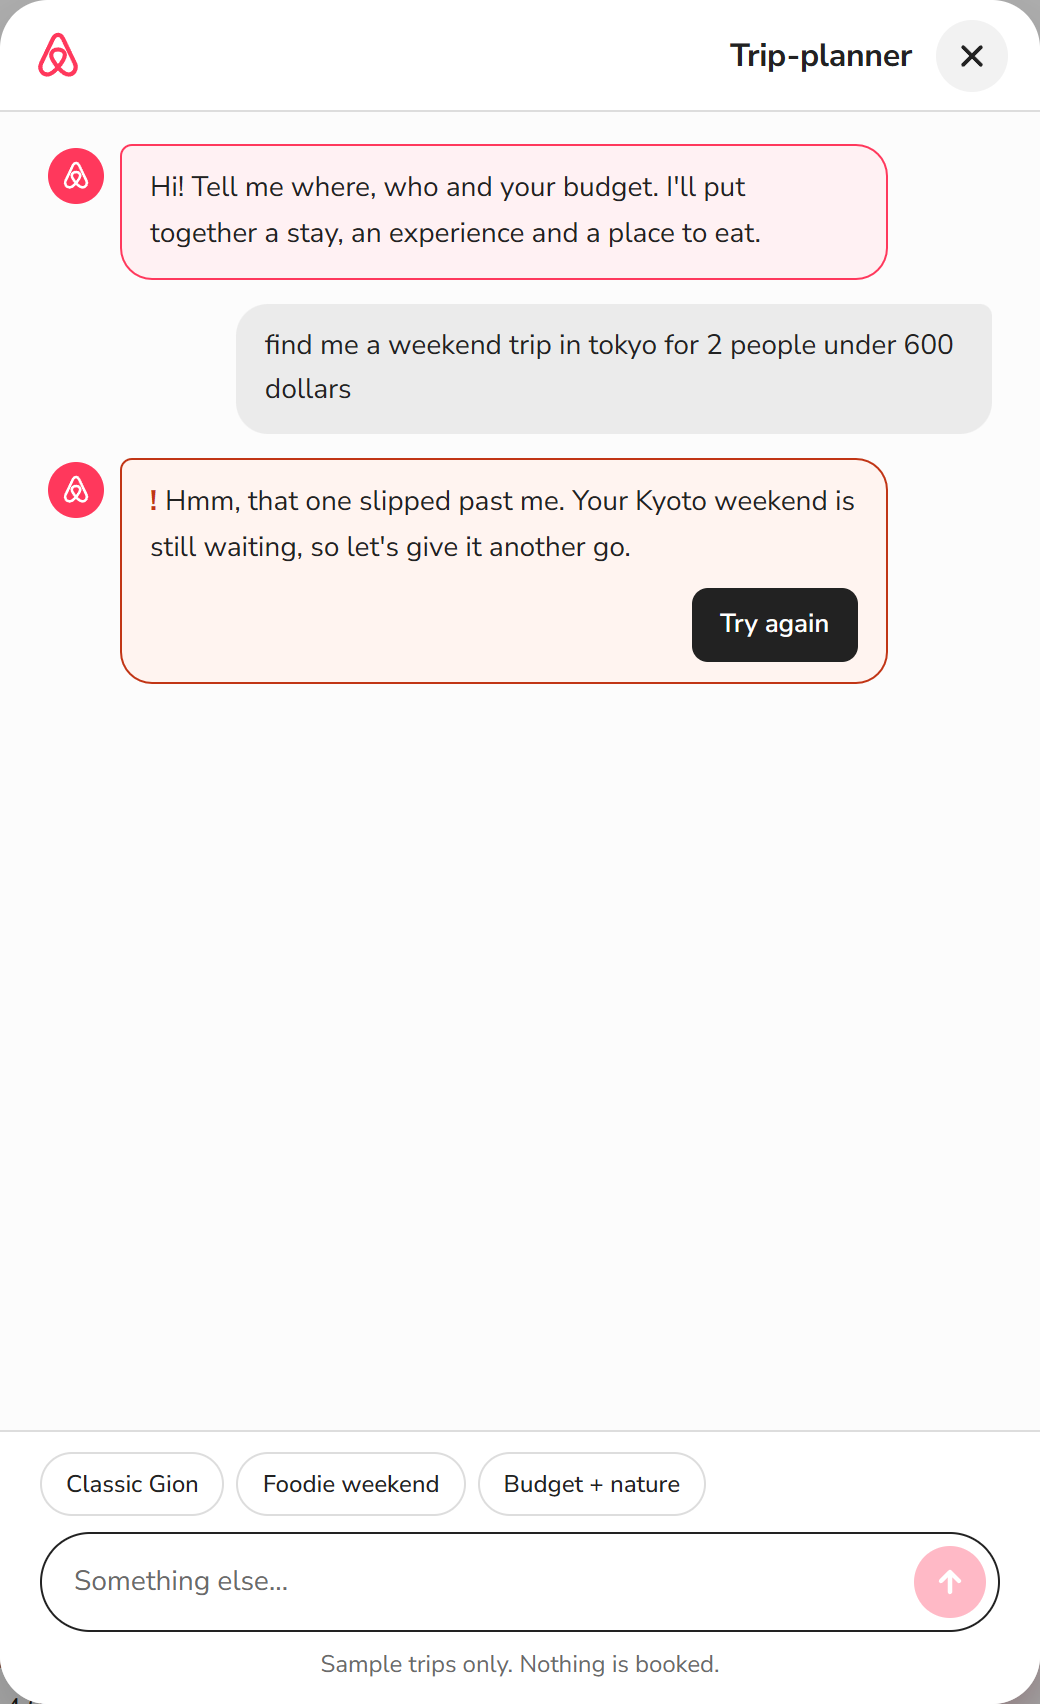 Trip-planner
Hi! Tell me where, who and your budget. I'll put
together a stay, an experience and a place to eat.
find me a weekend trip in tokyo for 2 people under 600
dollars
! Hmm, that one slipped past me. Your Kyoto weekend is
still waiting, so let's give it another go.
Try again
Classic Gion
Foodie weekend
Budget + nature
Something else...
Sample trips only. Nothing is booked.